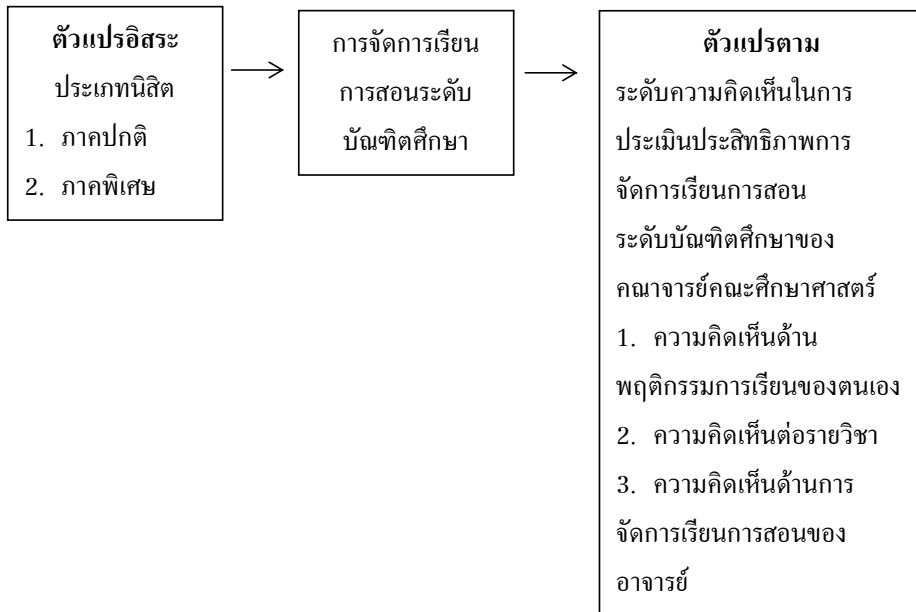 ตัวแปรอิสระ
ประเภทนิสิต
1. ภาคปกติ
2. ภาคพิเศษ
การจัดการเรียน
การสอนระดับ
บัณฑิตศึกษา
ตัวแปรตาม
ระดับความคิดเห็นในการ
ประเมินประสิทธิภาพการ
จัดการเรียนการสอน
ระดับบัณฑิตศึกษาของ
คณาจารย์คณะศึกษาศาสตร์
1. ความคิดเห็นด้าน
พฤติกรรมการเรียนของตนเอง
2. ความคิดเห็นต่อรายวิชา
3. ความคิดเห็นด้านการ
จัดการเรียนการสอนของ
อาจารย์